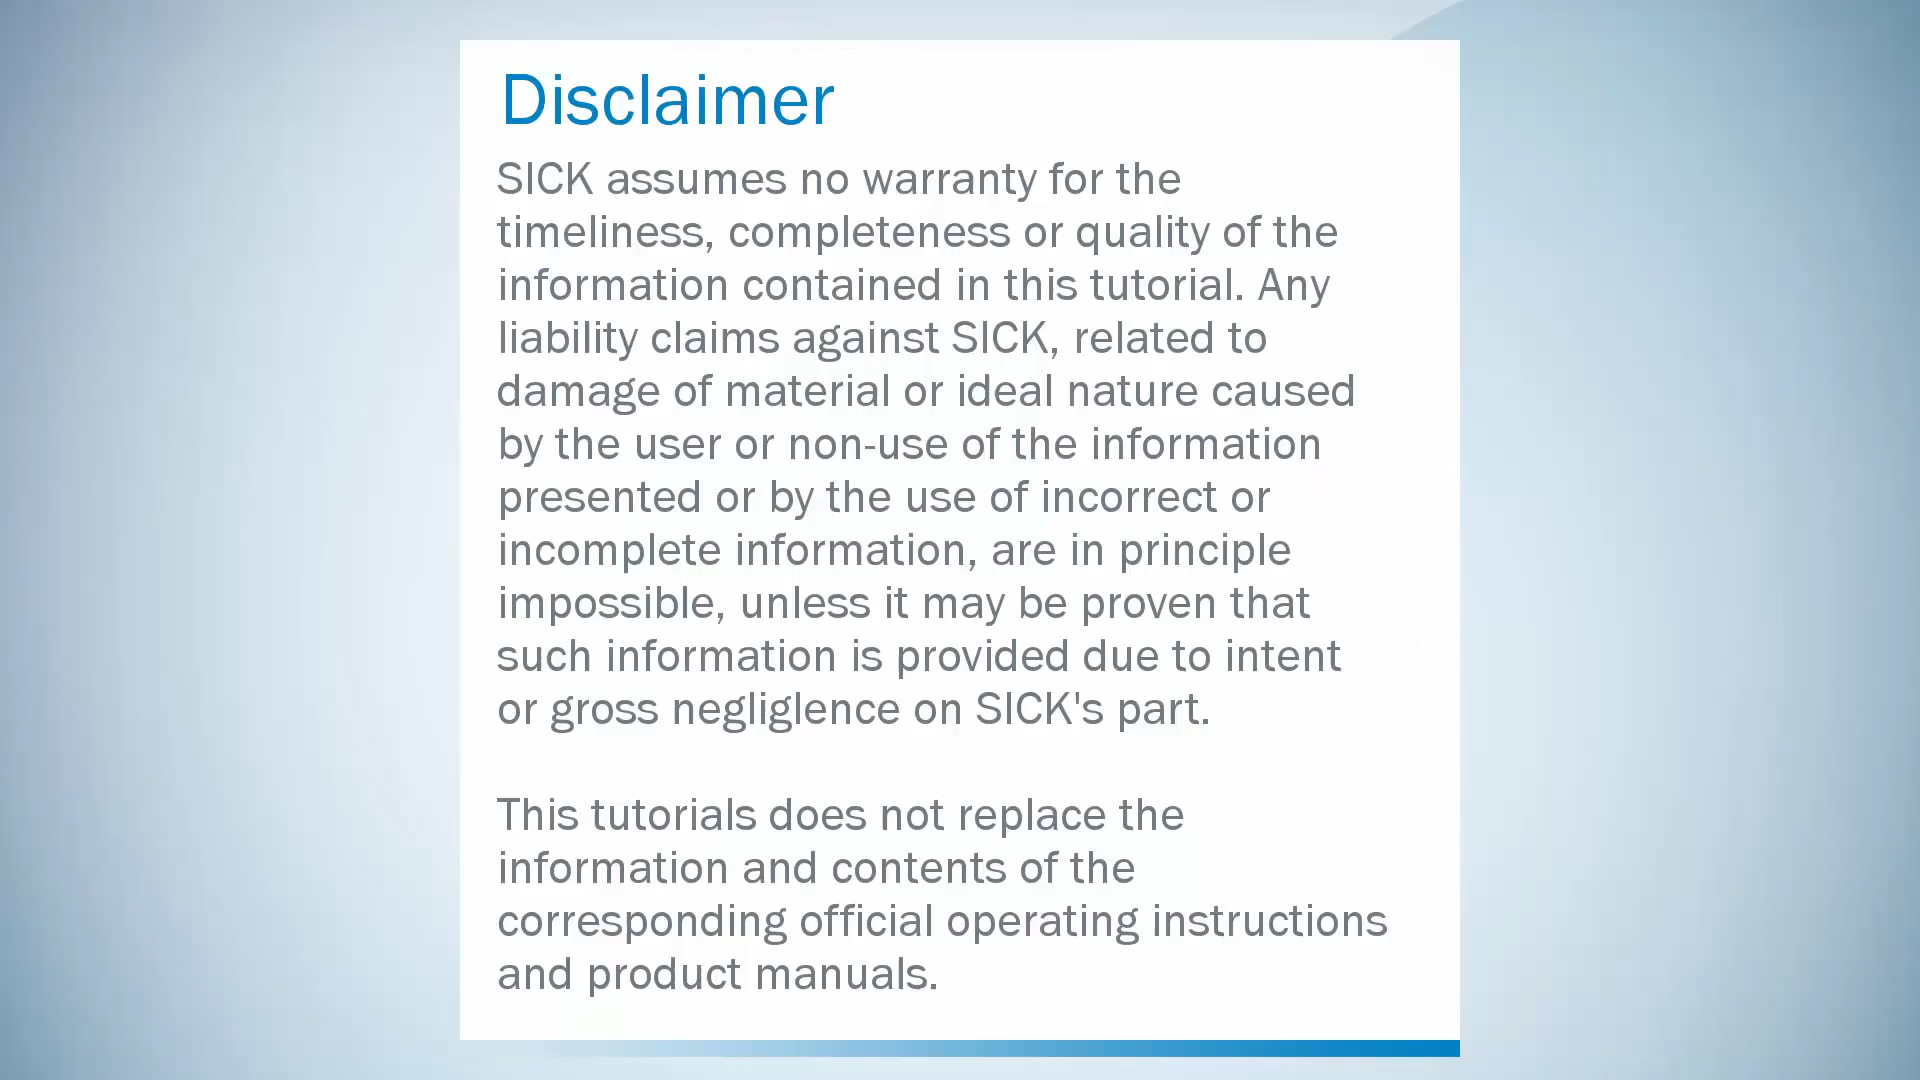 Disclaimer
SICK assumes no warranty for the
timeliness, completeness or quality of the
information contained in this tutorial. Any
liability claims against SICK, related to
damage of material or ideal nature caused
by the user or non-use of the information
presented or by the use of incorrect or
incomplete information, are in principle
impossible, unless it may be proven that
such information is provided due to intent
or gross negliglence on SICK's part.
This tutorials does not replace the
information and contents of the
corresponding official operating instructions
and product manuals.